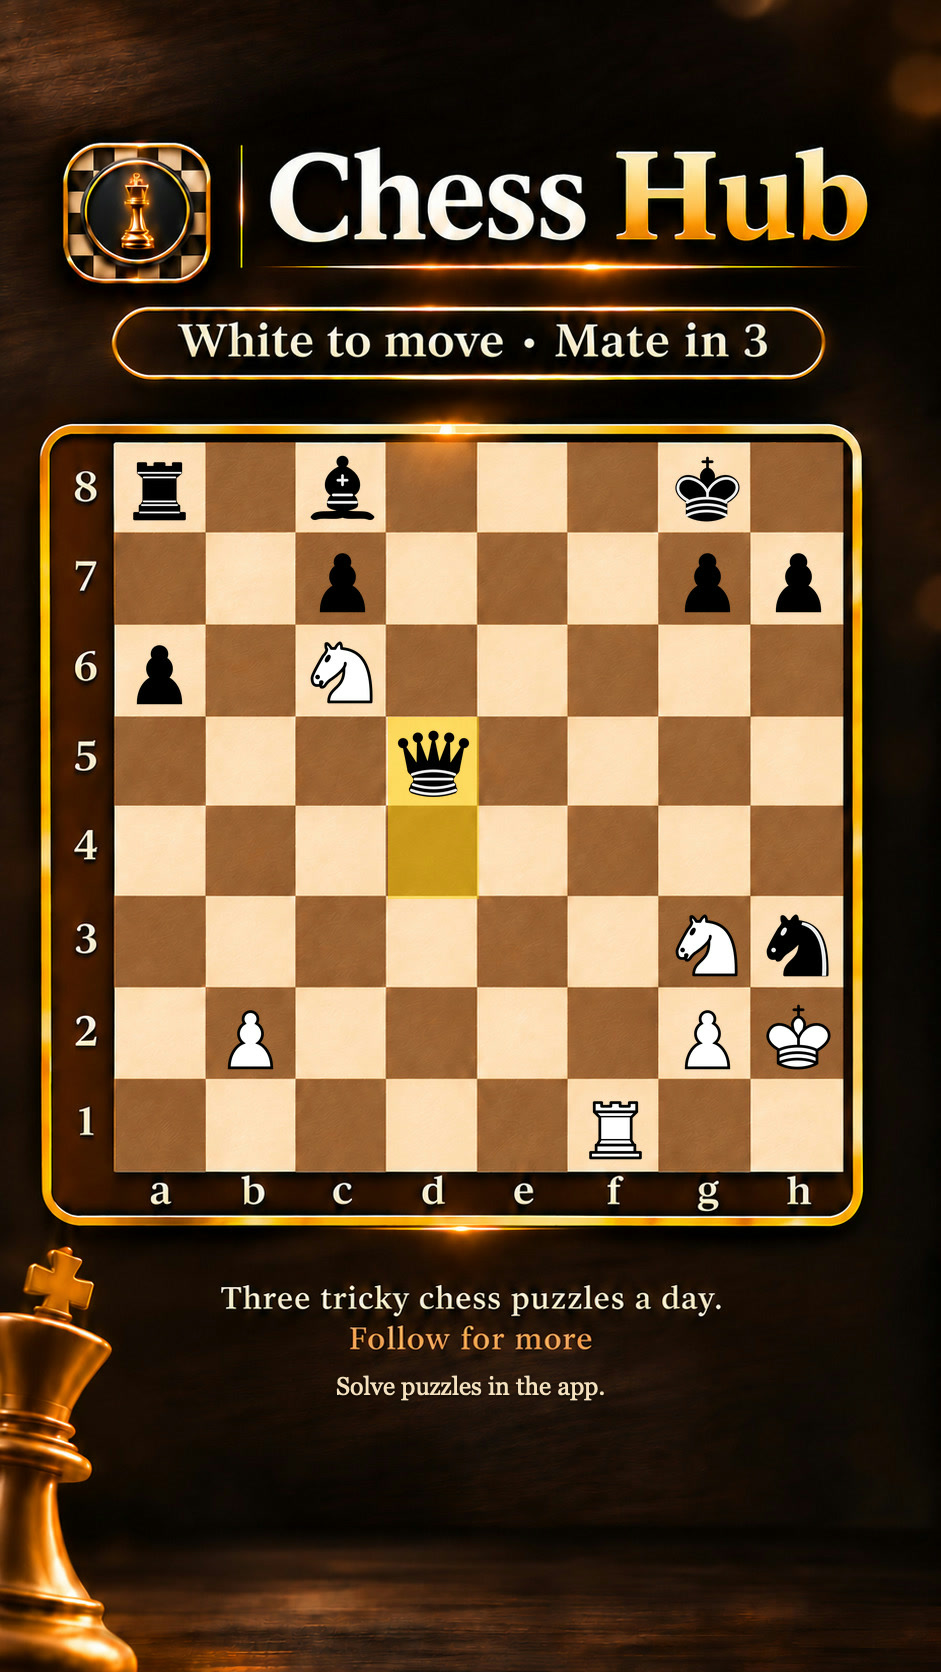 Chess Hub
White to move • Mate in 3
8
7
6
5
4
3
2
1
a b c d e f g h
Three tricky chess puzzles a day.
Follow for more
Solve puzzles in the app.